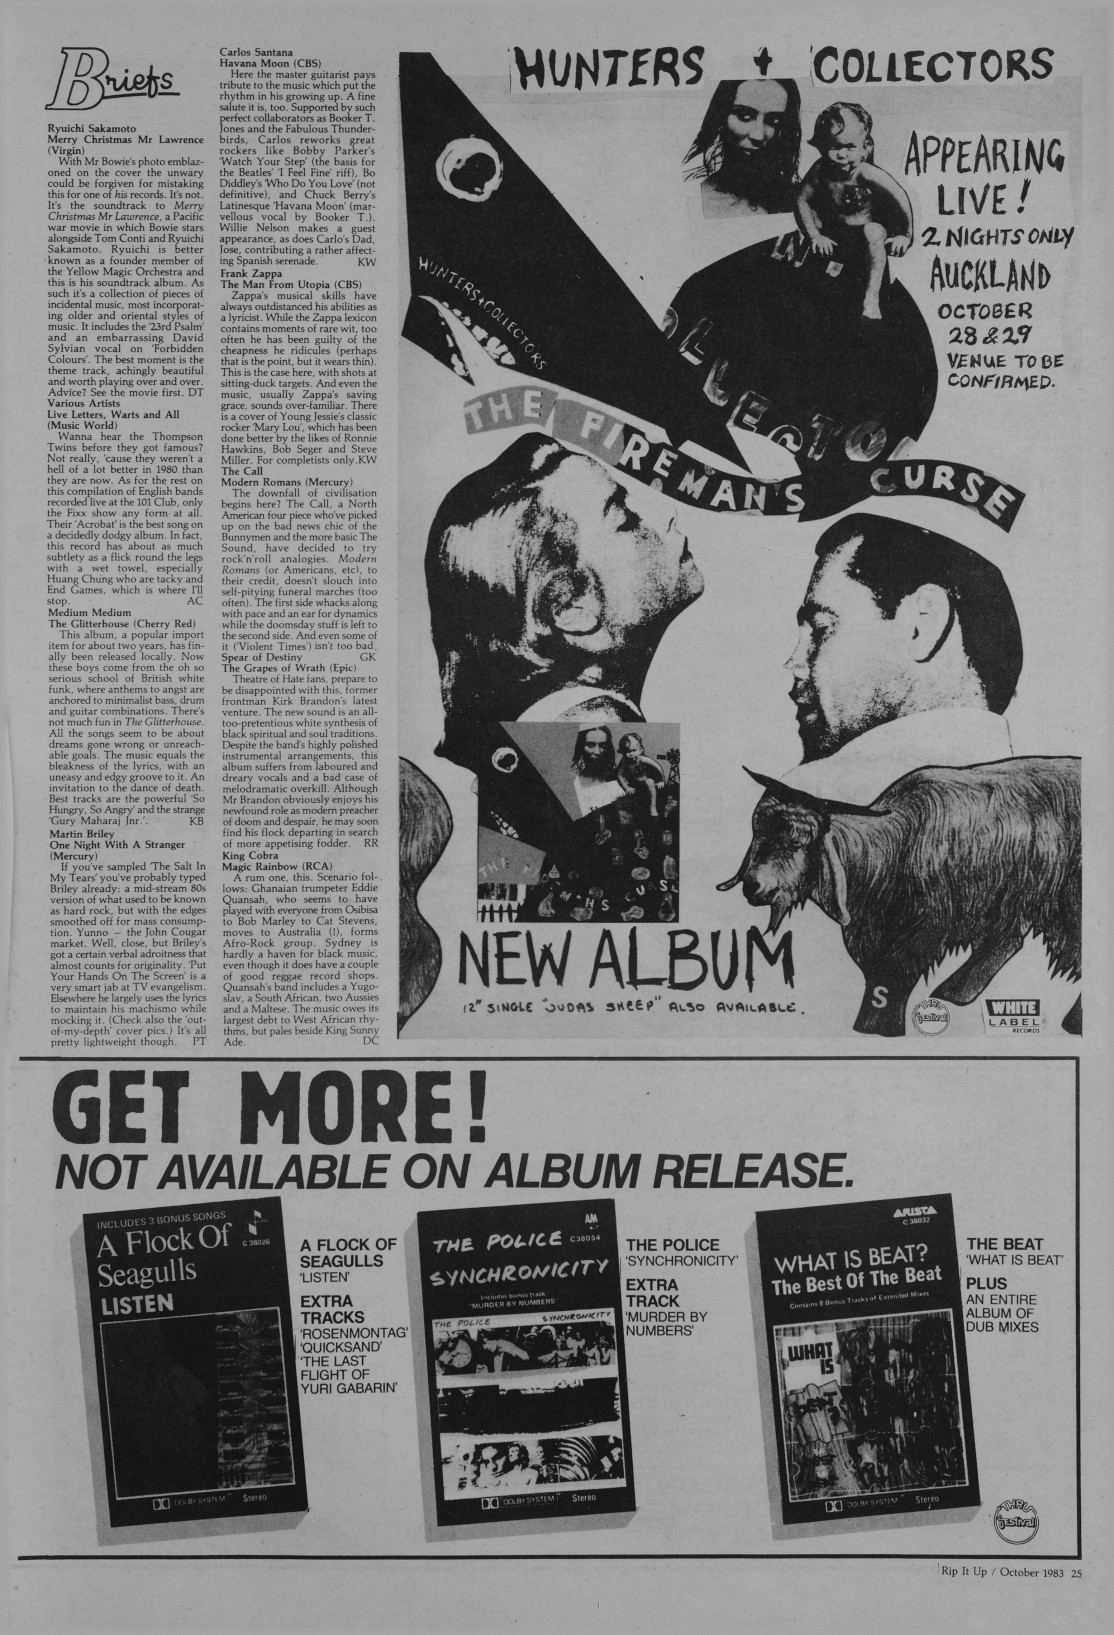 Briefs
Ryuichi Sakamoto
Merry Christmas Mr Lawrence
(Virgin)
With Mr Bowie's photo emblaz-
oned on the cover the unwary
could be forgiven for mistaking
this for one of his records. It's not.
It's the soundtrack to Merry
Christmas Mr Lawrence, a Pacific
war movie in which Bowie stars
alongside Tom Conti and Ryuichi
Sakamoto. Ryuichi is better
known as a founder member of
the Yellow Magic Orchestra and
this is his soundtrack album. As
such it's a collection of pieces of
incidental music, most incorporat-
ing older and oriental styles of
music. It includes the '23rd Psalm'
and an embarrassing David
Sylvian vocal on 'Forbidden
Colours'. The best moment is the
theme track, achingly beautiful
and worth playing over and over.
Advice? See the movie first. DT
Various Artists
Live Letters, Warts and All
(Music World)
Wanna hear the Thompson
Twins before they got famous?
Not really, 'cause they weren't a
hell of a lot better in 1980 than
they are now. As for the rest on
this compilation of English bands
recorded live at the 101 Club, only
the Fixx show any form at all.
Their 'Acrobat' is the best song on
a decidedly dodgy album. In fact,
this record has about as much
subtlety as a flick round the legs
with a wet towel, especially
Huang Chung who are tacky and
End Games, which is where I'll
stop. AC
Medium Medium
The Glitterhouse (Cherry Red)
This album, a popular import
item for about two years, has fin-
ally been released locally. Now
these boys come from the oh so
serious school of British white
funk, where anthems to angst are
anchored to minimalist bass, drum
and guitar combinations. There's
not much fun in The Glitterhouse.
All the songs seem to be about
dreams gone wrong or unreach-
able goals. The music equals the
bleakness of the lyrics, with an
uneasy and edgy groove to it. An
invitation to the dance of death.
Best tracks are the powerful 'So
Hungry, So Angry' and the strange
'Gury Maharaj Jnr.'. KB
Martin Briley
One Night With A Stranger
(Mercury)
If you've sampled 'The Salt In
My Tears' you've probably typed
Briley already: a mid-stream 80s
version of what used to be known
as hard rock, but with the edges
smoothed off for mass consump-
tion. Yunno — the John Cougar
market. Well, close, but Briley's
got a certain verbal adroitness that
almost counts for originality. 'Put
Your Hands On The Screen' is a
very smart jab at TV evangelism.
Elsewhere he largely uses the lyrics
to maintain his machismo while
mocking it. (Check also the 'out-
of-my-depth' cover pics.) It's all
pretty lightweight though. PT
Carlos Santana
Havana Moon (CBS)
Here the master guitarist pays
tribute to the music which put the
rhythm in his growing up. A fine
salute it is, too. Supported by such
perfect collaborators as Booker T.
Jones and the Fabulous Thunder-
birds, Carlos reworks great
rockers like Bobby Parker's
'Watch Your Step' (the basis for
the Beatles' 'I Feel Fine' riff), Bo
Diddley's 'Who Do You Love' (not
definitive), and Chuck Berry's
Latinesque 'Havana Moon' (mar-
vellous vocal by Booker T.).
Willie Nelson makes a guest
appearance, as does Carlo's Dad,
Jose, contributing a rather affect-
ing Spanish serenade. KW
Frank Zappa
The Man From Utopia (CBS)
Zappa's musical skills have
always outdistanced his abilities as
a lyricist. While the Zappa lexicon
contains moments of rare wit, too
often he has been guilty of the
cheapness he ridicules (perhaps
that is the point, but it wears thin).
This is the case here, with shots at
sitting-duck targets. And even the
music, usually Zappa's saving
grace, sounds over-familiar. There
is a cover of Young Jessie's classic
rocker 'Mary Lou', which has been
done better by the likes of Ronnie
Hawkins, Bob Seger and Steve
Miller. For completists only. KW
The Call
Modern Romans (Mercury)
The downfall of civilisation
begins here? The Call, a North
American four piece who've picked
up on the bad news chic of the
Bunnymen and the more basic The
Sound, have decided to try
rock'n'roll analogies. Modern
Romans (or Americans, etc), to
their credit, doesn't slouch into
self-pitying funeral marches (too
often). The first side whacks along
with pace and an ear for dynamics
while the doomsday stuff is left to
the second side. And even some of
it ('Violent Times') isn't too bad.
GK
Spear of Destiny
The Grapes of Wrath (Epic)
Theatre of Hate fans, prepare to
be disappointed with this, former
frontman Kirk Brandon's latest
venture. The new sound is an all-
too-pretentious white synthesis of
black spiritual and soul traditions.
Despite the band's highly polished
instrumental arrangements, this
album suffers from laboured and
dreary vocals and a bad case of
melodramatic overkill. Although
Mr Brandon obviously enjoys his
newfound role as modern preacher
of doom and despair, he may soon
find his flock departing in search
of more appetising fodder. RR
King Cobra
Magic Rainbow (RCA)
A rum one, this. Scenario fol-
lows: Ghanaian trumpeter Eddie
Quansah, who seems to have
played with everyone from Osibisa
to Bob Marley to Cat Stevens,
moves to Australia (!), forms
Afro-Rock group. Sydney is
hardly a haven for black music,
even though it does have a couple
of good reggae record shops.
Quansah's band includes a Yugo-
slav, a South African, two Aussies
and a Maltese. The music owes its
largest debt to West African rhy-
thms, but pales beside King Sunny
Ade. DC
HUNTERS + COLLECTORS
APPEARING
LIVE!
2 NIGHTS ONLY
AUCKLAND
OCTOBER
28 & 29
VENUE TO BE
CONFIRMED.
HUNTERS + COLLECTORS
THE FIREMAN'S CURSE
NEW ALBUM
12" SINGLE "JUDAS SHEEP" ALSO AVAILABLE.
S
THRU
festival
WHITE
LABEL
RECORDS
GET MORE!
NOT AVAILABLE ON ALBUM RELEASE.
INCLUDES 3 BONUS SONGS
A Flock Of
Seagulls
LISTEN
C 38026
DOLBY SYSTEM Stereo
A FLOCK OF
SEAGULLS
'LISTEN'
EXTRA
TRACKS
'ROSENMONTAG'
'QUICKSAND'
'THE LAST
FLIGHT OF
YURI GABARIN'
AM
C38054
THE POLICE
SYNCHRONICITY
Includes bonus track
"MURDER BY NUMBERS"
THE POLICE SYNCHRONICITY
DOLBY SYSTEM Stereo
THE POLICE
'SYNCHRONICITY'
EXTRA
TRACK
'MURDER BY
NUMBERS'
ARISTA
C 38032
WHAT IS BEAT?
The Best Of The Beat
Contains 8 Bonus Tracks of Extended Mixes
WHAT
IS
BEAT?
DOLBY SYSTEM Stereo
THE BEAT
'WHAT IS BEAT'
PLUS
AN ENTIRE
ALBUM OF
DUB MIXES
THRU
festival
Rip It Up / October 1983 25